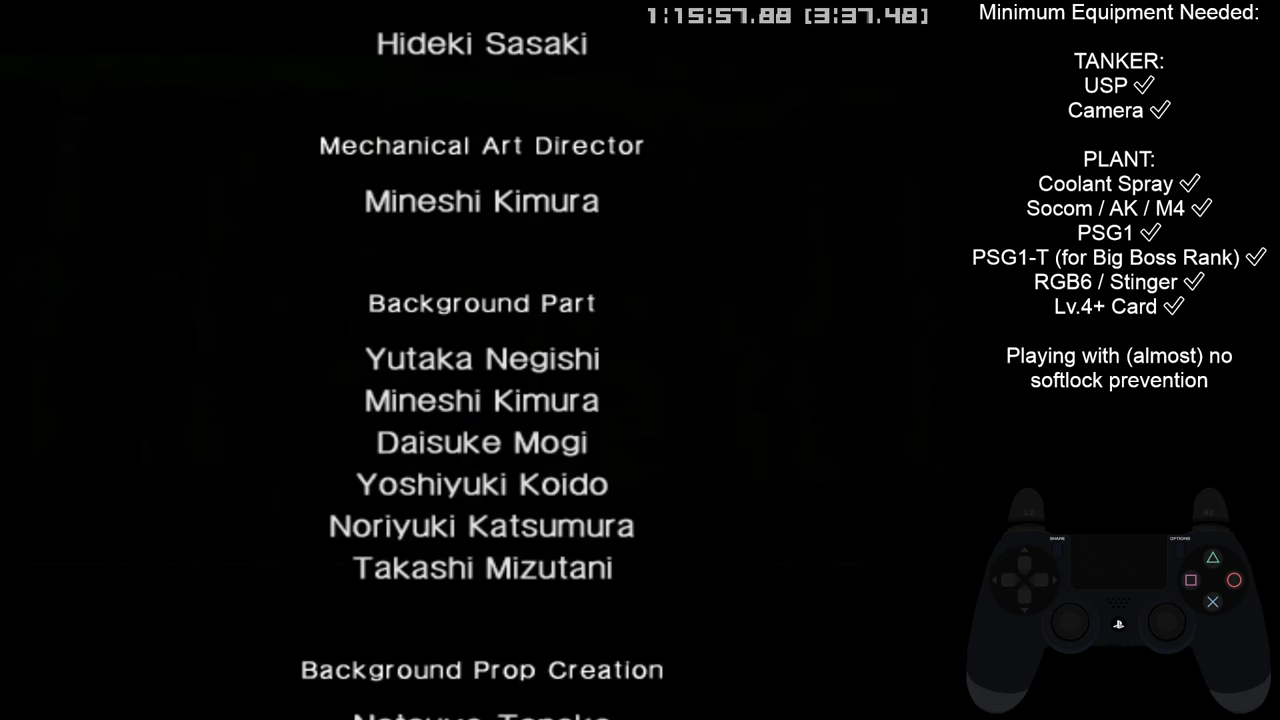 1:15:57.88 [3:37.48]
Hideki Sasaki
Mechanical Art Director
Mineshi Kimura
Background Part
Yutaka Negishi
Mineshi Kimura
Daisuke Mogi
Yoshiyuki Koido
Noriyuki Katsumura
Takashi Mizutani
Background Prop Creation
Minimum Equipment Needed:
TANKER:
USP ✓
Camera ✓
PLANT:
Coolant Spray ✓
Socom / AK / M4 ✓
PSG1 ✓
PSG1-T (for Big Boss Rank) ✓
RGB6 / Stinger ✓
Lv.4+ Card ✓
Playing with (almost) no
softlock prevention
SHARE
OPTIONS